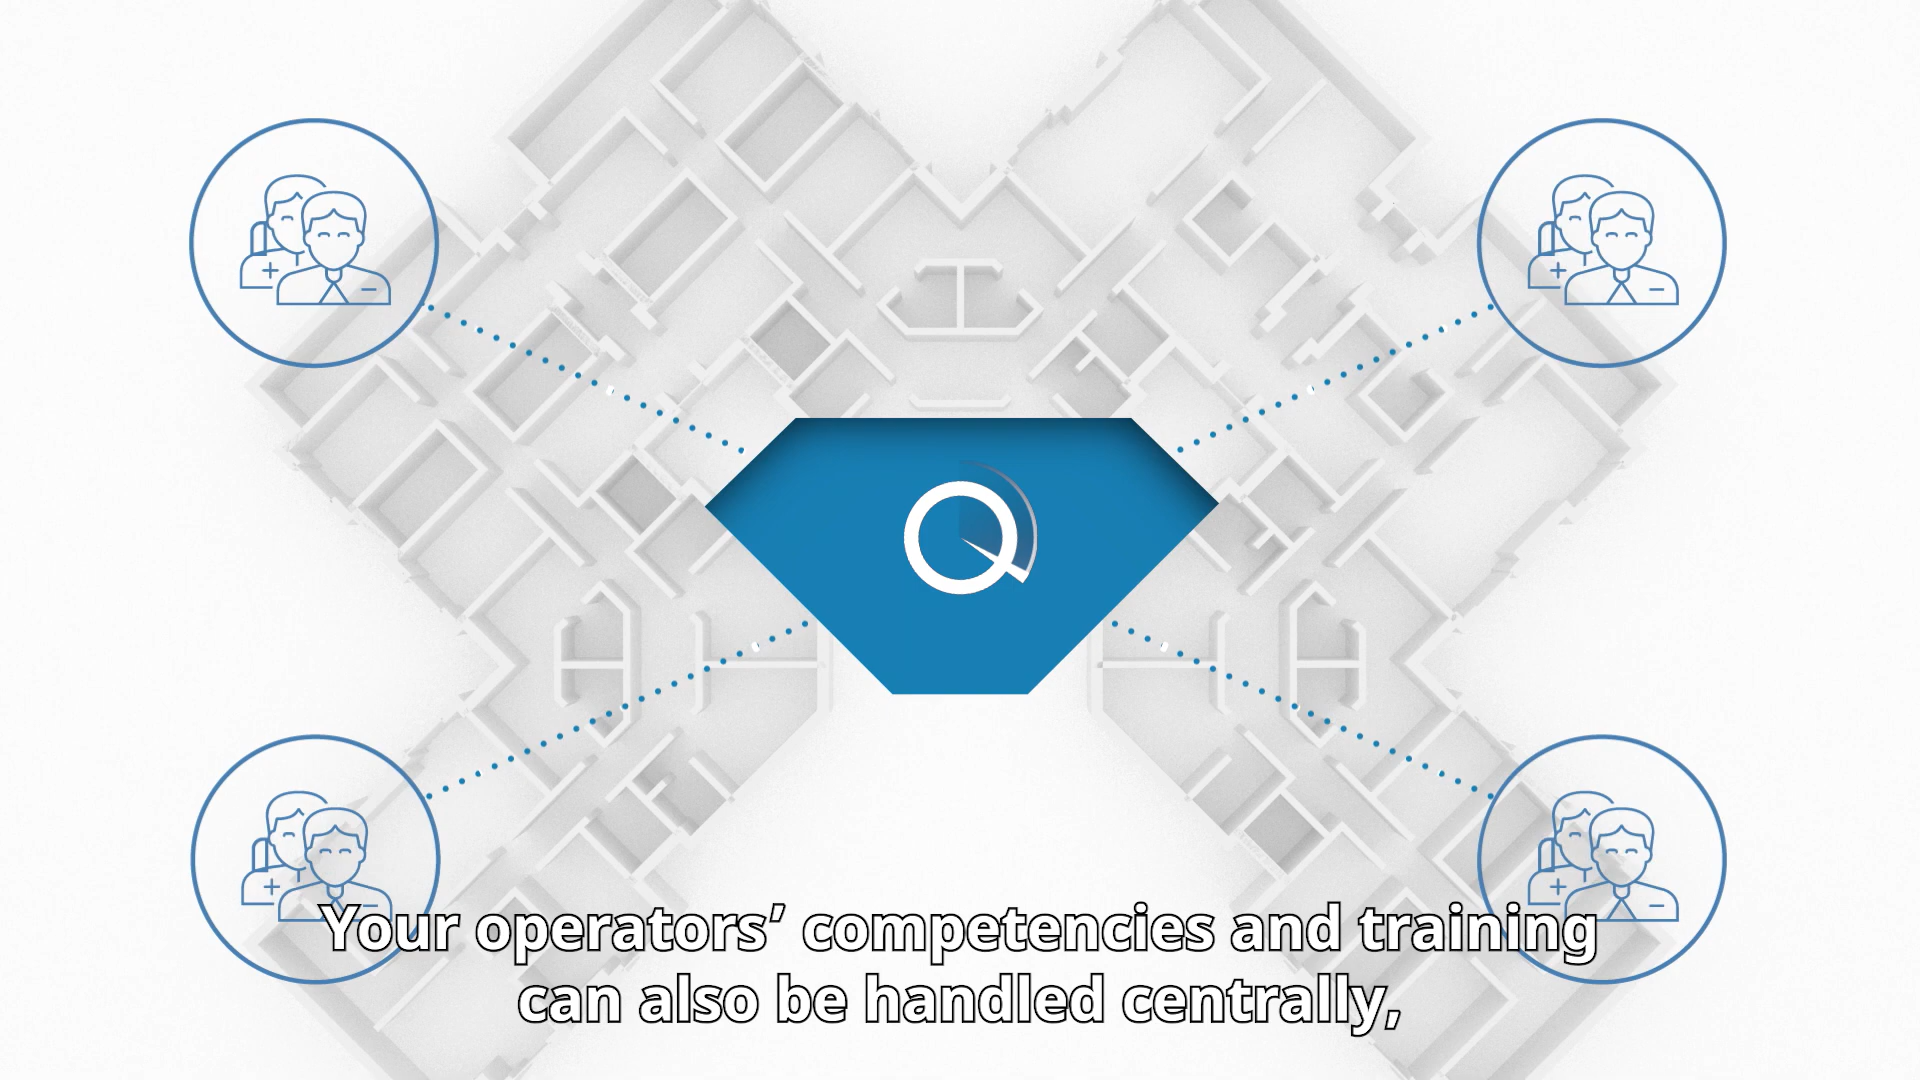 Your operators’ competencies and training
can also be handled centrally,